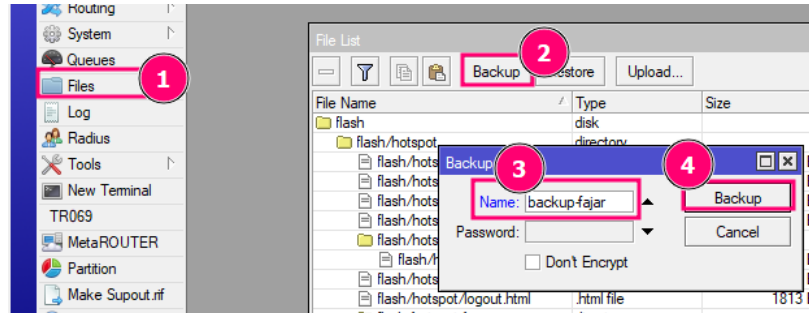 Routing
System
Queues
Files
Log
Radius
Tools
New Terminal
TR069
MetaROUTER
Partition
Make Supout.rif
1
File List
2
Backup
Upload...
File Name
Type
Size
flash
disk
flash/hotspot
directory
flash/hots
flash/hots
flash/hots
flash/hots
flash/hots
flash/h
flash/hots
flash/hotspot/logout.html
.html file
1813
Backup
3
4
Name: backup-fajar
Backup
Password:
Cancel
Don't Encrypt